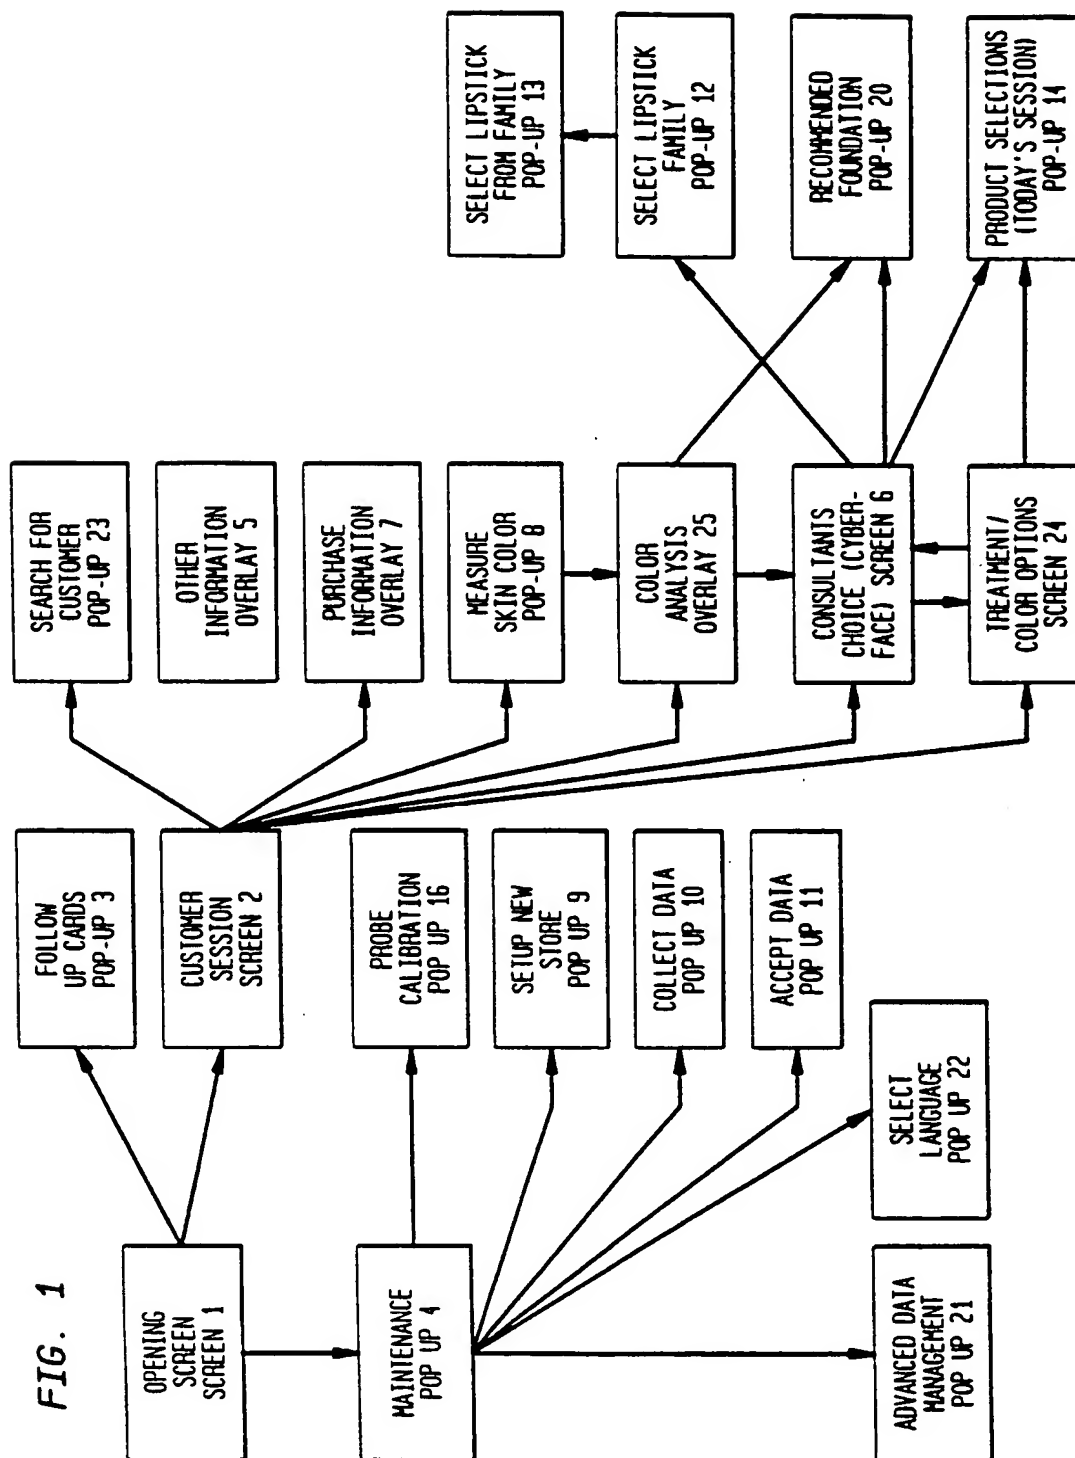 FIG. 1
OPENING
SCREEN
SCREEN 1
MAINTENANCE
POP UP 4
ADVANCED DATA
MANAGEMENT
POP UP 21
FOLLOW
UP CARDS
POP-UP 3
CUSTOMER
SESSION
SCREEN 2
PROBE
CALIBRATION
POP UP 16
SETUP NEW
STORE
POP UP 9
COLLECT DATA
POP UP 10
ACCEPT DATA
POP UP 11
SELECT
LANGUAGE
POP UP 22
SEARCH FOR
CUSTOMER
POP-UP 23
OTHER
INFORMATION
OVERLAY 5
PURCHASE
INFORMATION
OVERLAY 7
MEASURE
SKIN COLOR
POP-UP 8
COLOR
ANALYSIS
OVERLAY 25
CONSULTANTS
CHOICE (CYBER-
FACE) SCREEN 6
TREATMENT/
COLOR OPTIONS
SCREEN 24
SELECT LIPSTICK
FROM FAMILY
POP-UP 13
SELECT LIPSTICK
FAMILY
POP-UP 12
RECOMMENDED
FOUNDATION
POP-UP 20
PRODUCT SELECTIONS
(TODAY'S SESSION)
POP-UP 14